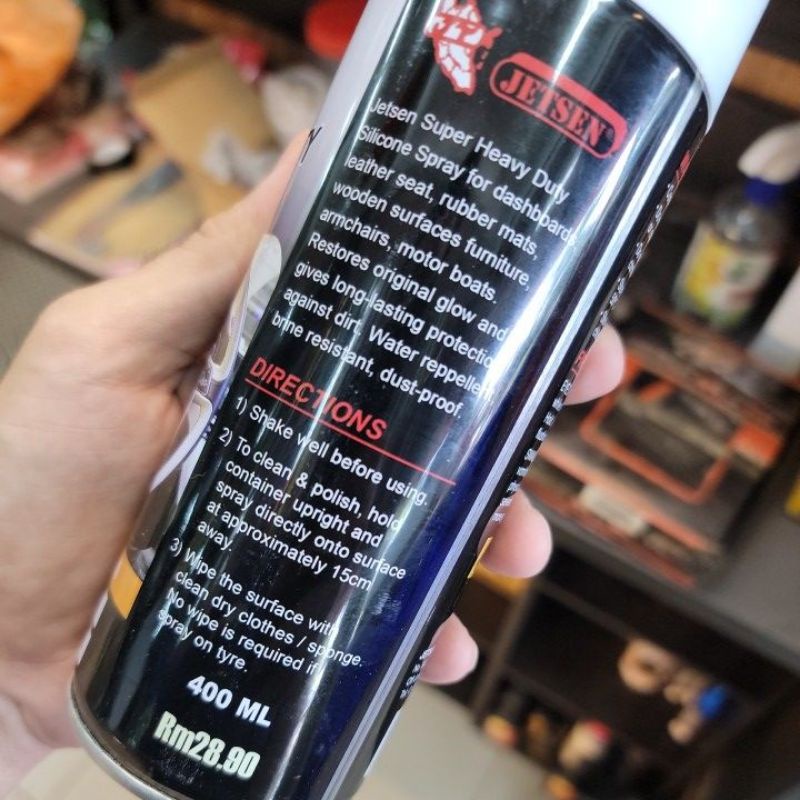 JETSEN
Jetsen Super Heavy Duty
Silicone Spray for dashboards
leather seat, rubber mats,
wooden surfaces furniture,
armchairs, motor boats.
Restores original glow and
gives long-lasting protection
against dirt. Water reppellent,
brine resistant, dust-proof.
DIRECTIONS
1) Shake well before using.
2) To clean & polish, hold
container upright and
spray directly onto surface
at approximately 15cm
away.
3) Wipe the surface with
clean dry clothes / sponge.
No wipe is required if
spray on tyre.
400 ML
Rm28.90